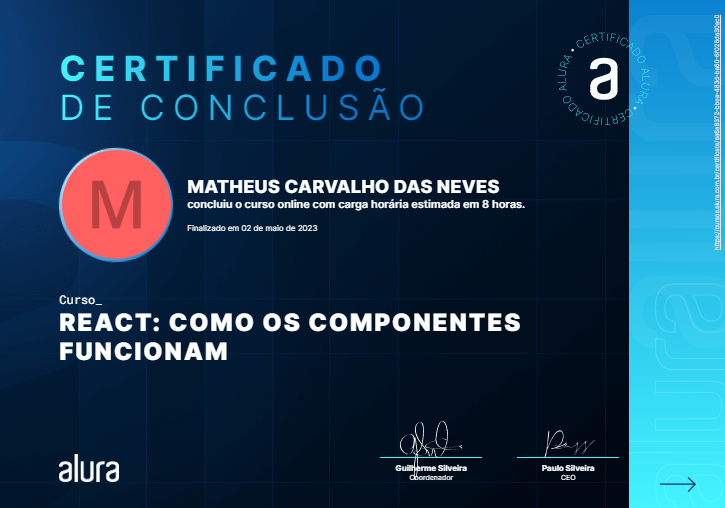 CERTIFICADO
DE CONCLUSÃO
CERTIFICADO ALURA • CERTIFICADO ALURA •
a
M
MATHEUS CARVALHO DAS NEVES
concluiu o curso online com carga horária estimada em 8 horas.
Finalizado em 02 de maio de 2023
Curso_
REACT: COMO OS COMPONENTES
FUNCIONAM
alura
Guilherme Silveira
Coordenador
Paulo Silveira
CEO
alura